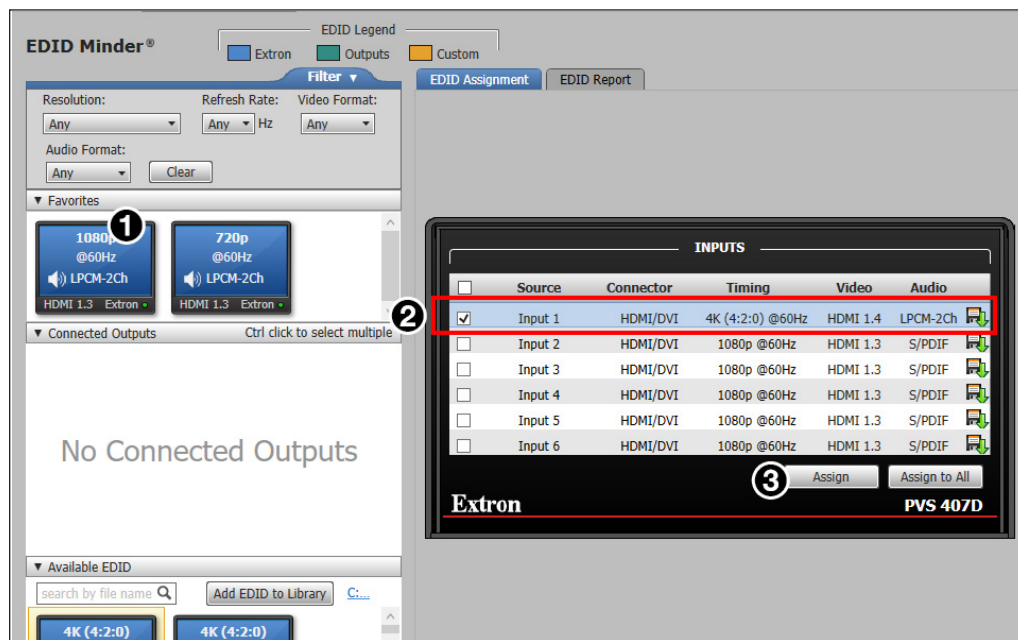 EDID Minder®
EDID Legend
Extron Outputs Custom
Filter ▼
Resolution: Refresh Rate: Video Format:
Any Any Hz Any
Audio Format:
Any Clear
▼ Favorites
1080p 720p
@60Hz @60Hz
LPCM-2Ch LPCM-2Ch
HDMI 1.3 Extron HDMI 1.3 Extron
▼ Connected Outputs Ctrl click to select multiple
No Connected Outputs
▼ Available EDID
search by file name Add EDID to Library C:...
4K (4:2:0) 4K (4:2:0)
EDID Assignment EDID Report
INPUTS
Source Connector Timing Video Audio
Input 1 HDMI/DVI 4K (4:2:0) @60Hz HDMI 1.4 LPCM-2Ch
Input 2 HDMI/DVI 1080p @60Hz HDMI 1.3 S/PDIF
Input 3 HDMI/DVI 1080p @60Hz HDMI 1.3 S/PDIF
Input 4 HDMI/DVI 1080p @60Hz HDMI 1.3 S/PDIF
Input 5 HDMI/DVI 1080p @60Hz HDMI 1.3 S/PDIF
Input 6 HDMI/DVI 1080p @60Hz HDMI 1.3 S/PDIF
Assign Assign to All
Extron PVS 407D
1
2
3